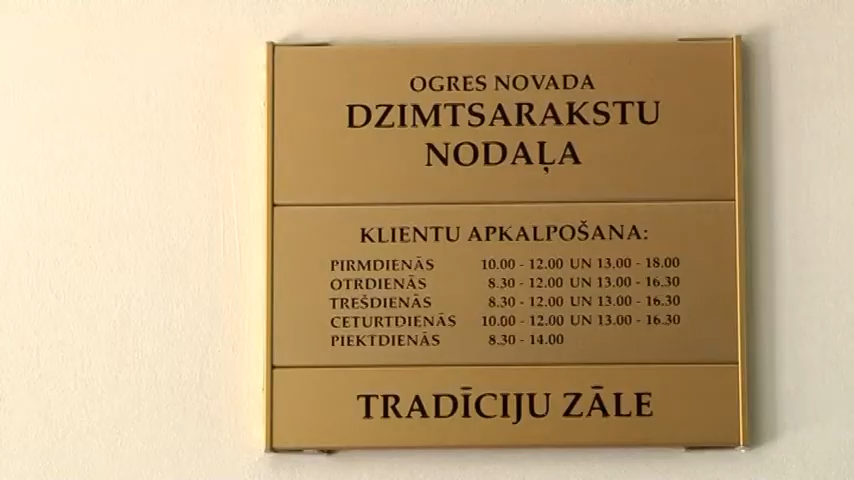 OGRES NOVADA
DZIMTSARAKSTU
NODAĻA
KLIENTU APKALPOŠANA:
PIRMDIENĀS 10.00 - 12.00 UN 13.00 - 18.00
OTRDIENĀS 8.30 - 12.00 UN 13.00 - 16.30
TREŠDIENĀS 8.30 - 12.00 UN 13.00 - 16.30
CETURTDIENĀS 10.00 - 12.00 UN 13.00 - 16.30
PIEKTDIENĀS 8.30 - 14.00
TRADĪCIJU ZĀLE